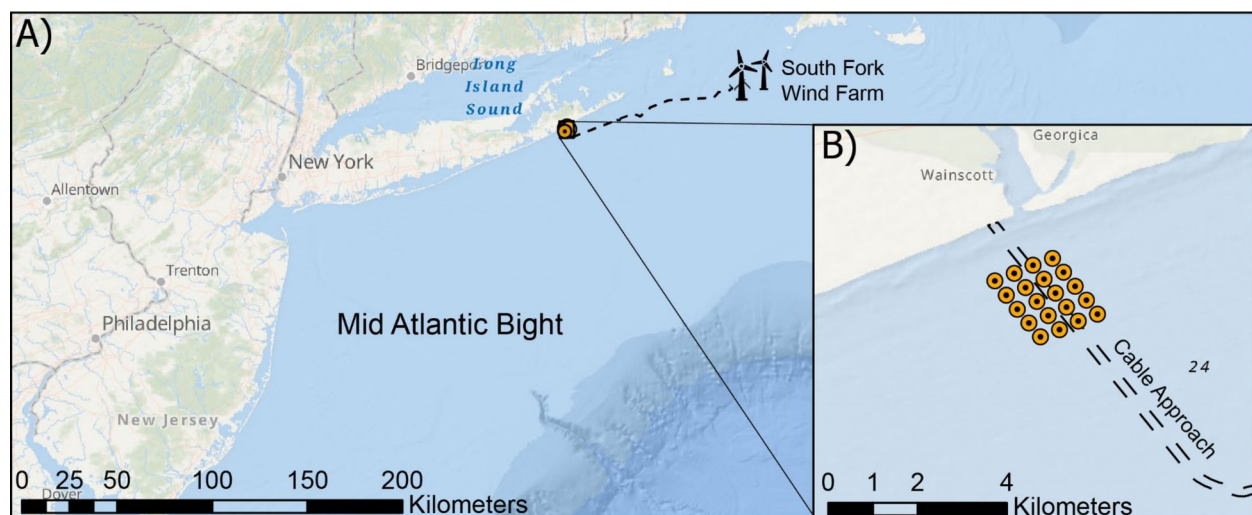 A)
Bridgep
Long
Island
Sound
South Fork
Wind Farm
New York
Allentown
Trenton
Philadelphia
Mid Atlantic Bight
New Jersey
Dover
0 25 50 100 150 200
Kilometers
B)
Georgica
Wainscott
24
Cable Approach
0 1 2 4
Kilometers